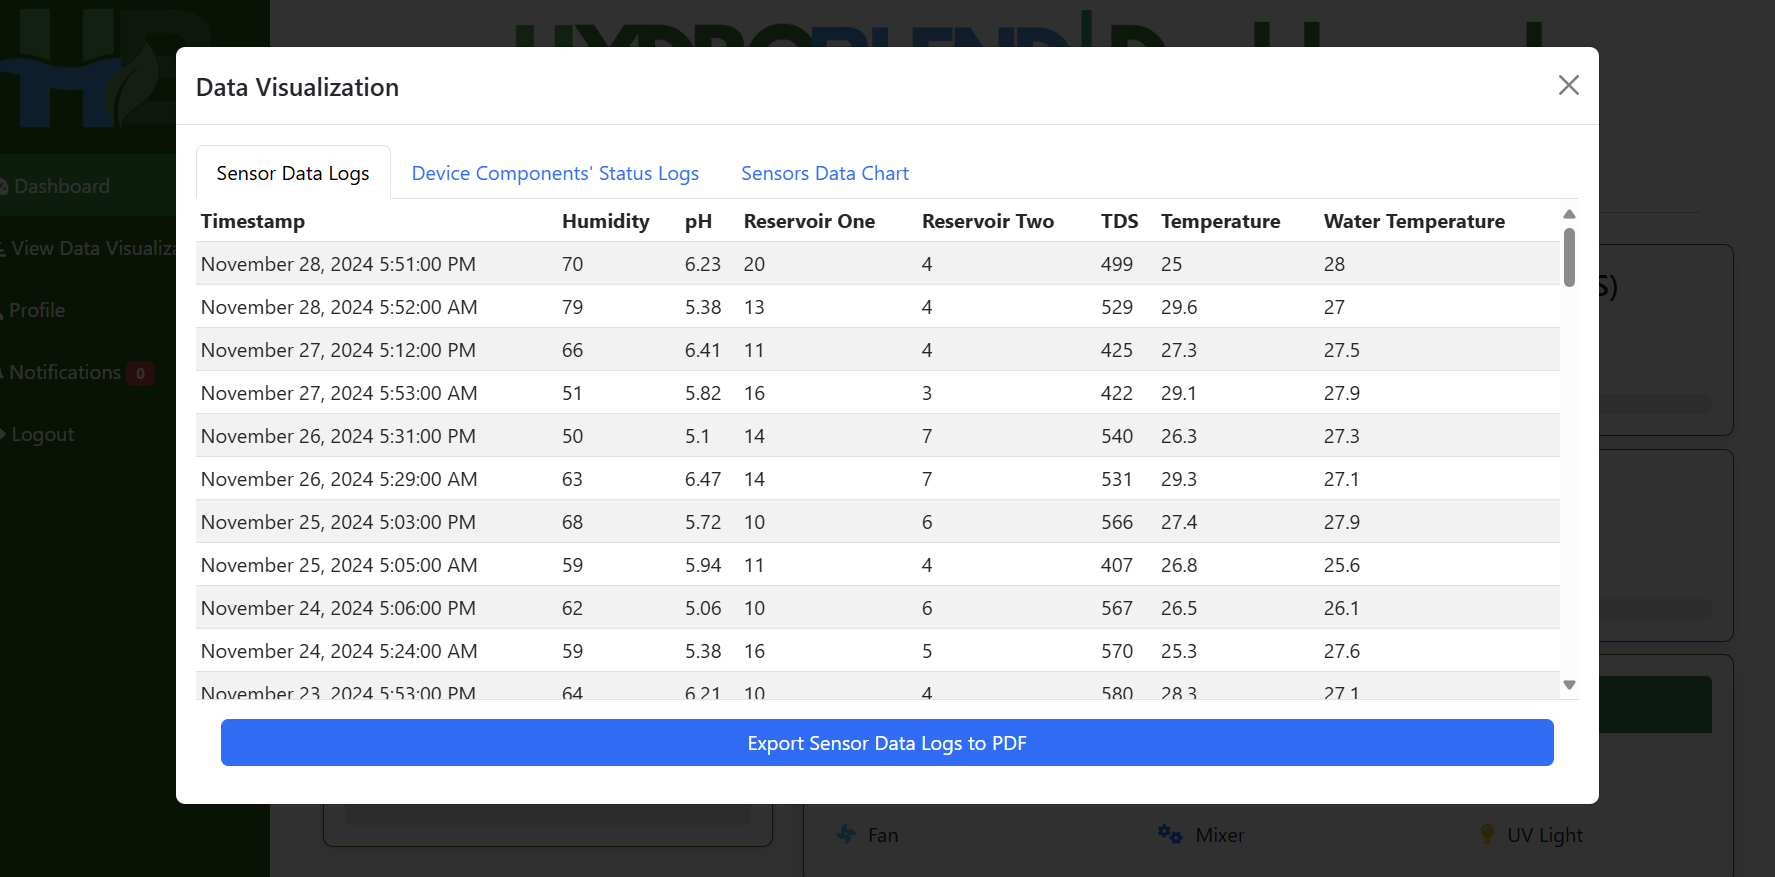 HYDROBLEND | Dashboard
Data Visualization
Sensor Data Logs Device Components' Status Logs Sensors Data Chart
Timestamp Humidity pH Reservoir One Reservoir Two TDS Temperature Water Temperature
November 28, 2024 5:51:00 PM 70 6.23 20 4 499 25 28
November 28, 2024 5:52:00 AM 79 5.38 13 4 529 29.6 27
November 27, 2024 5:12:00 PM 66 6.41 11 4 425 27.3 27.5
November 27, 2024 5:53:00 AM 51 5.82 16 3 422 29.1 27.9
November 26, 2024 5:31:00 PM 50 5.1 14 7 540 26.3 27.3
November 26, 2024 5:29:00 AM 63 6.47 14 7 531 29.3 27.1
November 25, 2024 5:03:00 PM 68 5.72 10 6 566 27.4 27.9
November 25, 2024 5:05:00 AM 59 5.94 11 4 407 26.8 25.6
November 24, 2024 5:06:00 PM 62 5.06 10 6 567 26.5 26.1
November 24, 2024 5:24:00 AM 59 5.38 16 5 570 25.3 27.6
November 23, 2024 5:53:00 PM 64 6.21 10 4 580 28.3 27.1
Export Sensor Data Logs to PDF
HB
Dashboard
View Data Visualiza
Profile
Notifications 0
Logout
S)
Fan Mixer UV Light